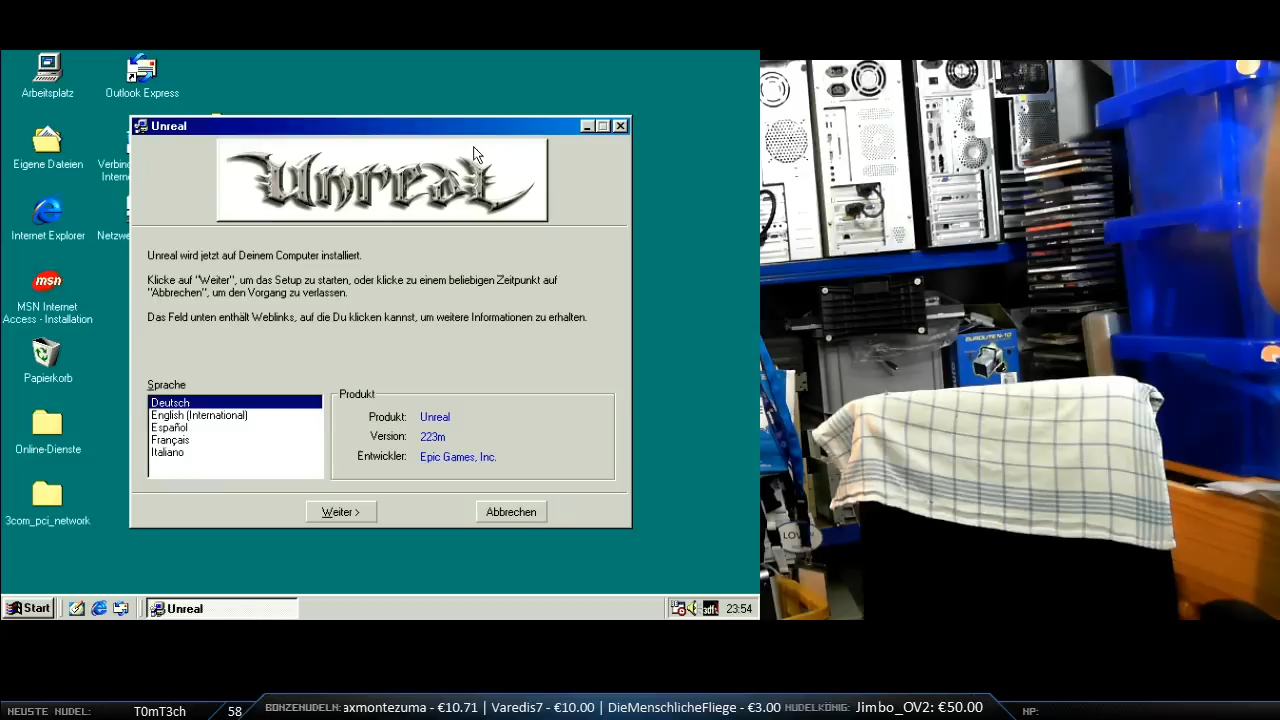 Arbeitsplatz
Outlook Express
Eigene Dateien
Verbine
Intern
Internet Explorer
Netzwe
msn
MSN Internet
Access - Installation
Papierkorb
Online-Dienste
3com_pci_network
Unreal
Unreal
Unreal wird jetzt auf Deinem Computer installiert.
Klicke auf "Weiter", um das Setup zu starten, oder klicke zu einem beliebigen Zeitpunkt auf
"Abbrechen", um den Vorgang zu verlassen.
Das Feld unten enthält Weblinks, auf die Du klicken kannst, um weitere Informationen zu erhalten.
Sprache
Deutsch
English (International)
Español
Français
Italiano
Produkt
Produkt: Unreal
Version: 223m
Entwickler: Epic Games, Inc.
Weiter >
Abbrechen
Start
Unreal
23:54
NEUSTE NUDEL: T0mT3ch 58
BONZENUDELN: axmontezuma - €10.71 | Varedis7 - €10.00 | DieMenschlicheFliege - €3.00
NUDELKÖNIG: Jimbo_OV2: €50.00
HP: